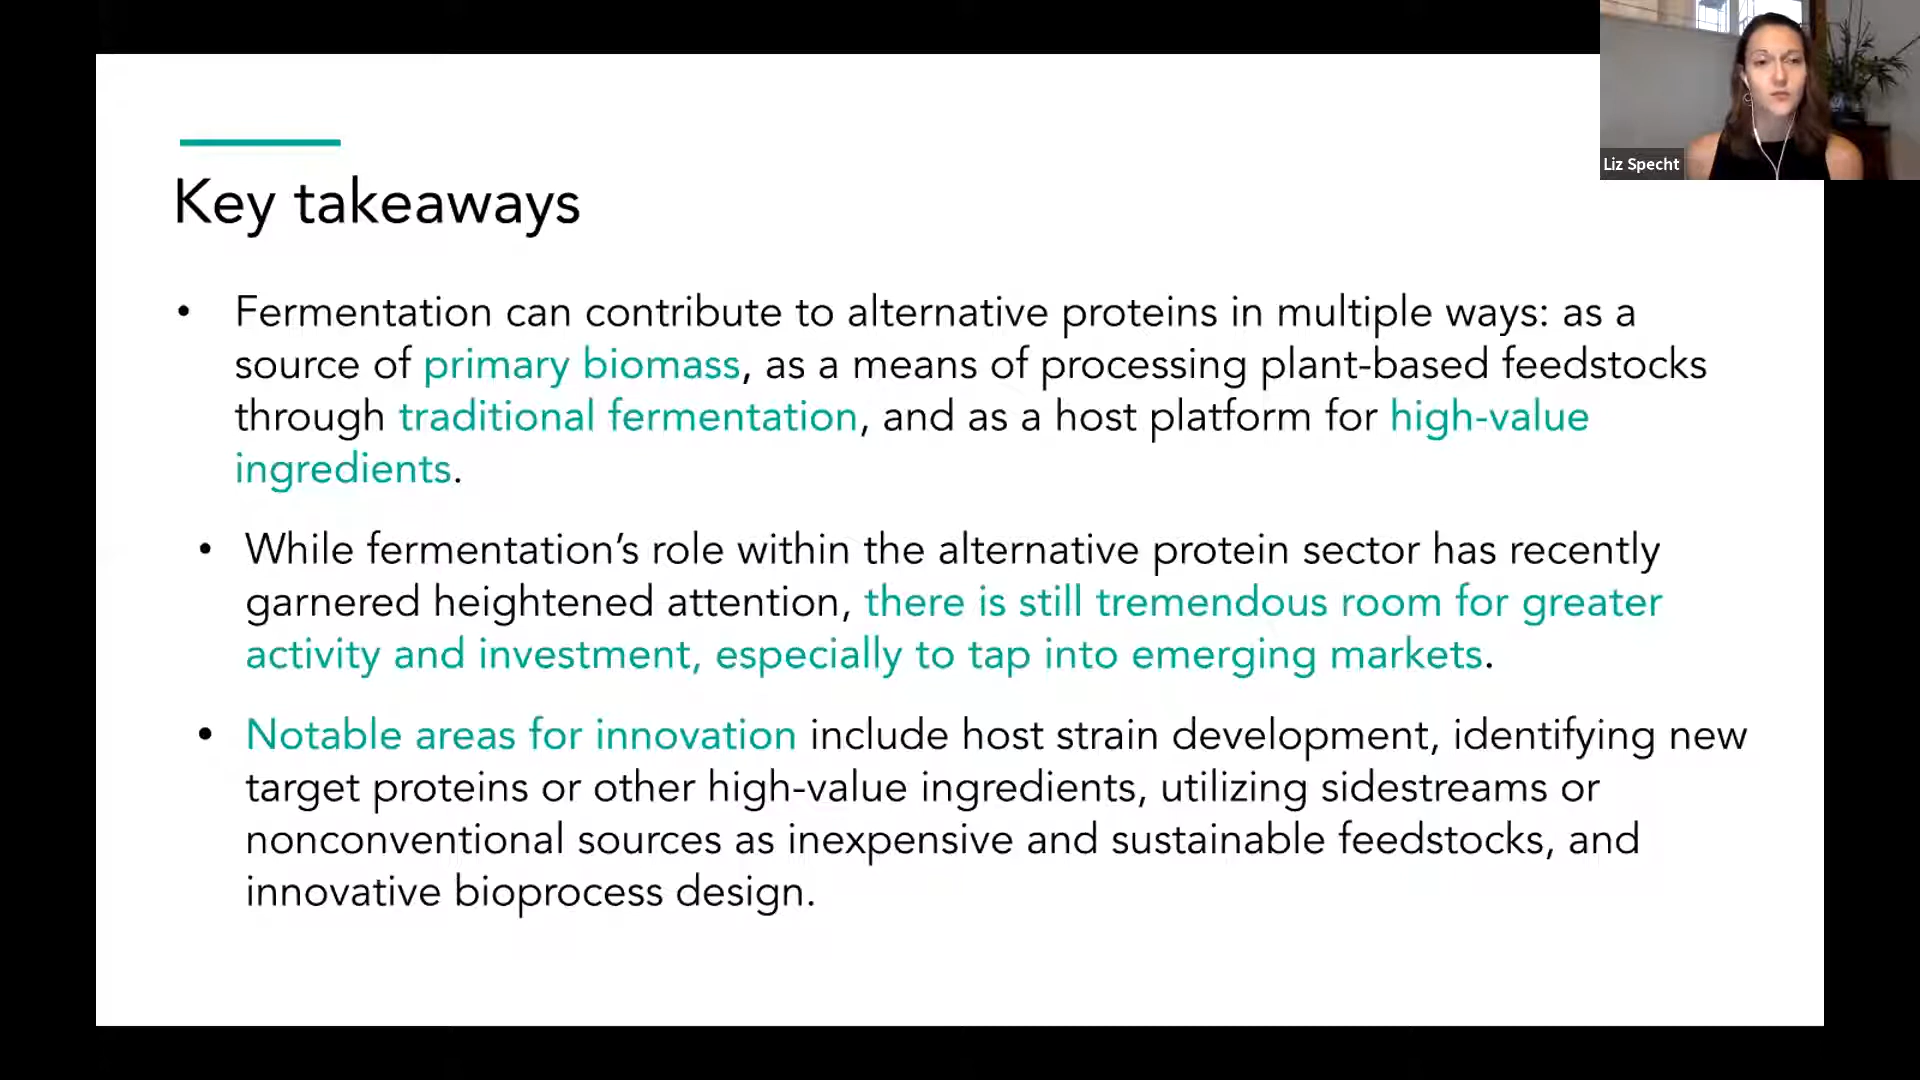 Liz Specht
Key takeaways
• Fermentation can contribute to alternative proteins in multiple ways: as a
source of primary biomass, as a means of processing plant-based feedstocks
through traditional fermentation, and as a host platform for high-value
ingredients.
• While fermentation’s role within the alternative protein sector has recently
garnered heightened attention, there is still tremendous room for greater
activity and investment, especially to tap into emerging markets.
• Notable areas for innovation include host strain development, identifying new
target proteins or other high-value ingredients, utilizing sidestreams or
nonconventional sources as inexpensive and sustainable feedstocks, and
innovative bioprocess design.